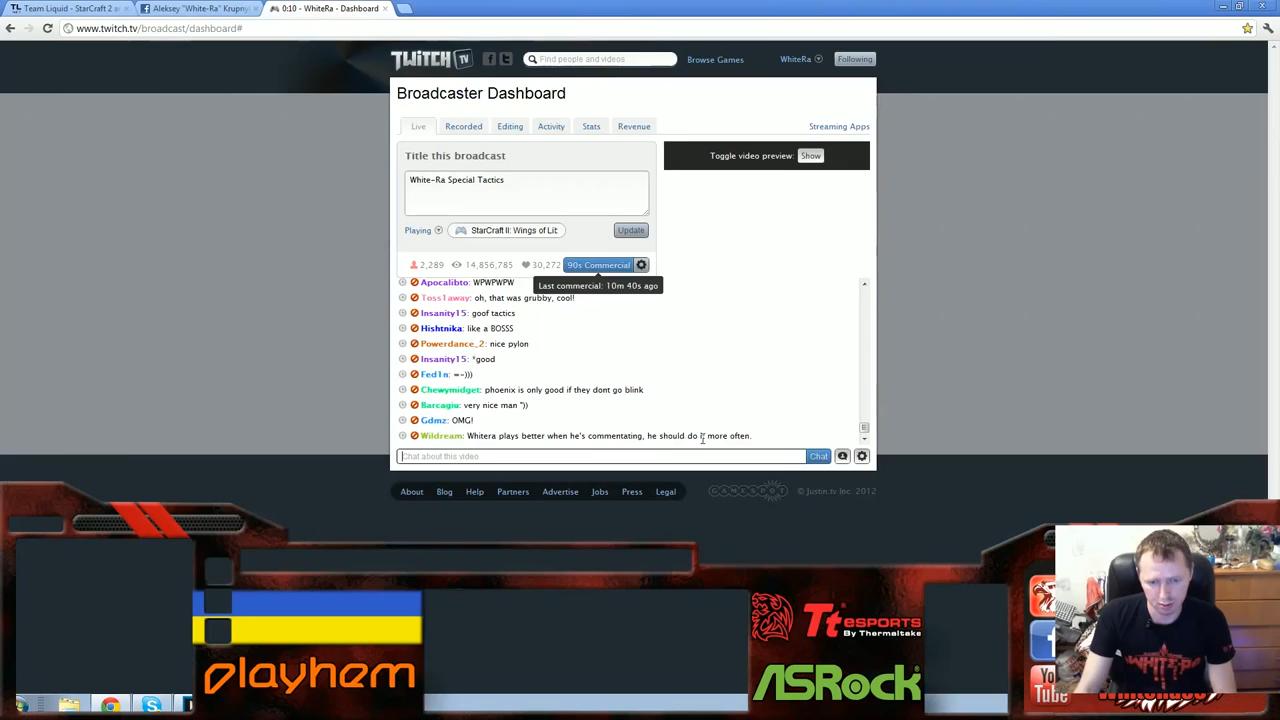 Team Liquid - StarCraft 2 a
Aleksey "White-Ra" Krupnyk
0:10 - WhiteRa - Dashboard
www.twitch.tv/broadcast/dashboard#
TWITCH TV
Find people and videos
Browse Games
WhiteRa
Following
Broadcaster Dashboard
Live
Recorded
Editing
Activity
Stats
Revenue
Streaming Apps
Title this broadcast
Toggle video preview:
Show
White-Ra Special Tactics
Playing
StarCraft II: Wings of Lit
Update
2,289
14,856,785
30,272
90s Commercial
Last commercial: 10m 40s ago
Apocalibto: WPWPWPW
Toss1away: oh, that was grubby, cool!
Insanity15: goof tactics
Hishtnika: like a BOSSS
Powerdance_2: nice pylon
Insanity15: *good
Fed1n: =-)))
Chewymidget: phoenix is only good if they dont go blink
Barcagiu: very nice man "))
Gdmz: OMG!
Wildream: Whitera plays better when he's commentating, he should do it more often.
Chat about this video
Chat
About
Blog
Help
Partners
Advertise
Jobs
Press
Legal
GAMESPOT
© Justin.tv Inc. 2012
playhem
Tt eSPORTS
By Thermaltake
ASRock
WHITE-RA
You
Tube